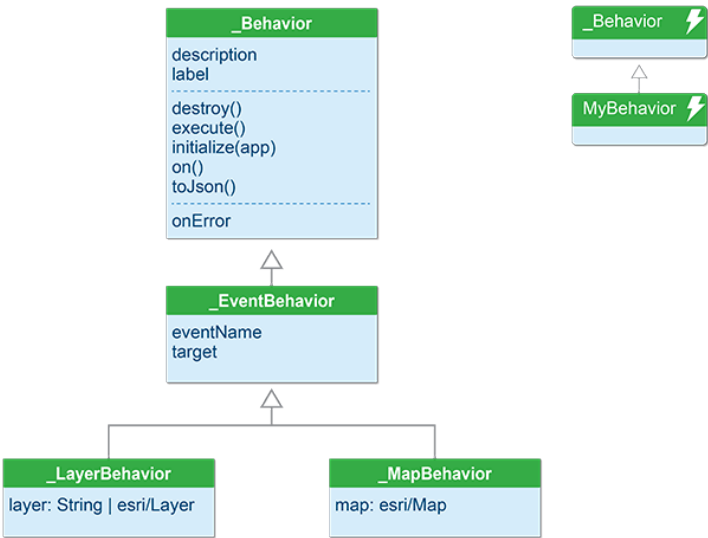 _Behavior
description
label
destroy()
execute()
initialize(app)
on()
toJson()
onError
_EventBehavior
eventName
target
_LayerBehavior
layer: String | esri/Layer
_MapBehavior
map: esri/Map
_Behavior
MyBehavior